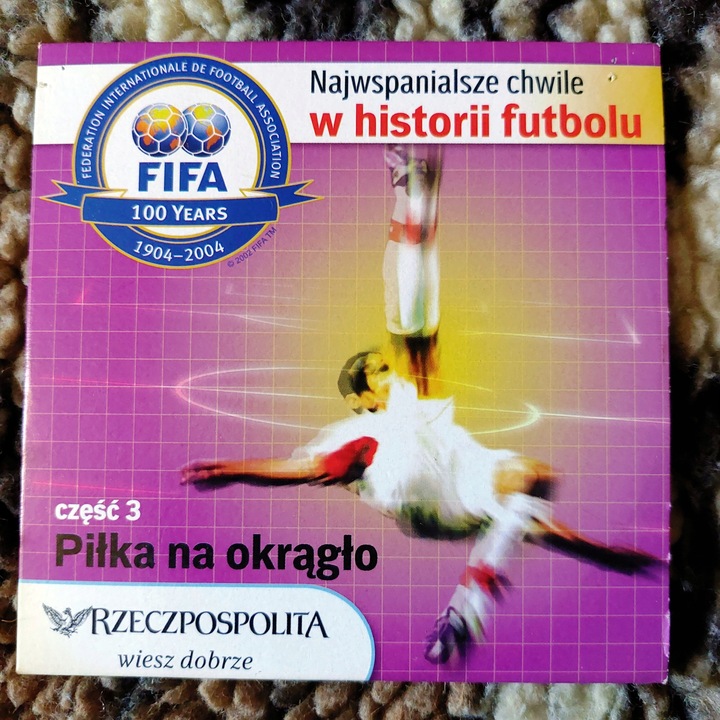 FEDERATION INTERNATIONALE DE FOOTBALL ASSOCIATION
FIFA
100 YEARS
1904–2004
© 2002 FIFA TM
Najwspanialsze chwile
w historii futbolu
część 3
Piłka na okrągło
RZECZPOSPOLITA
wiesz dobrze